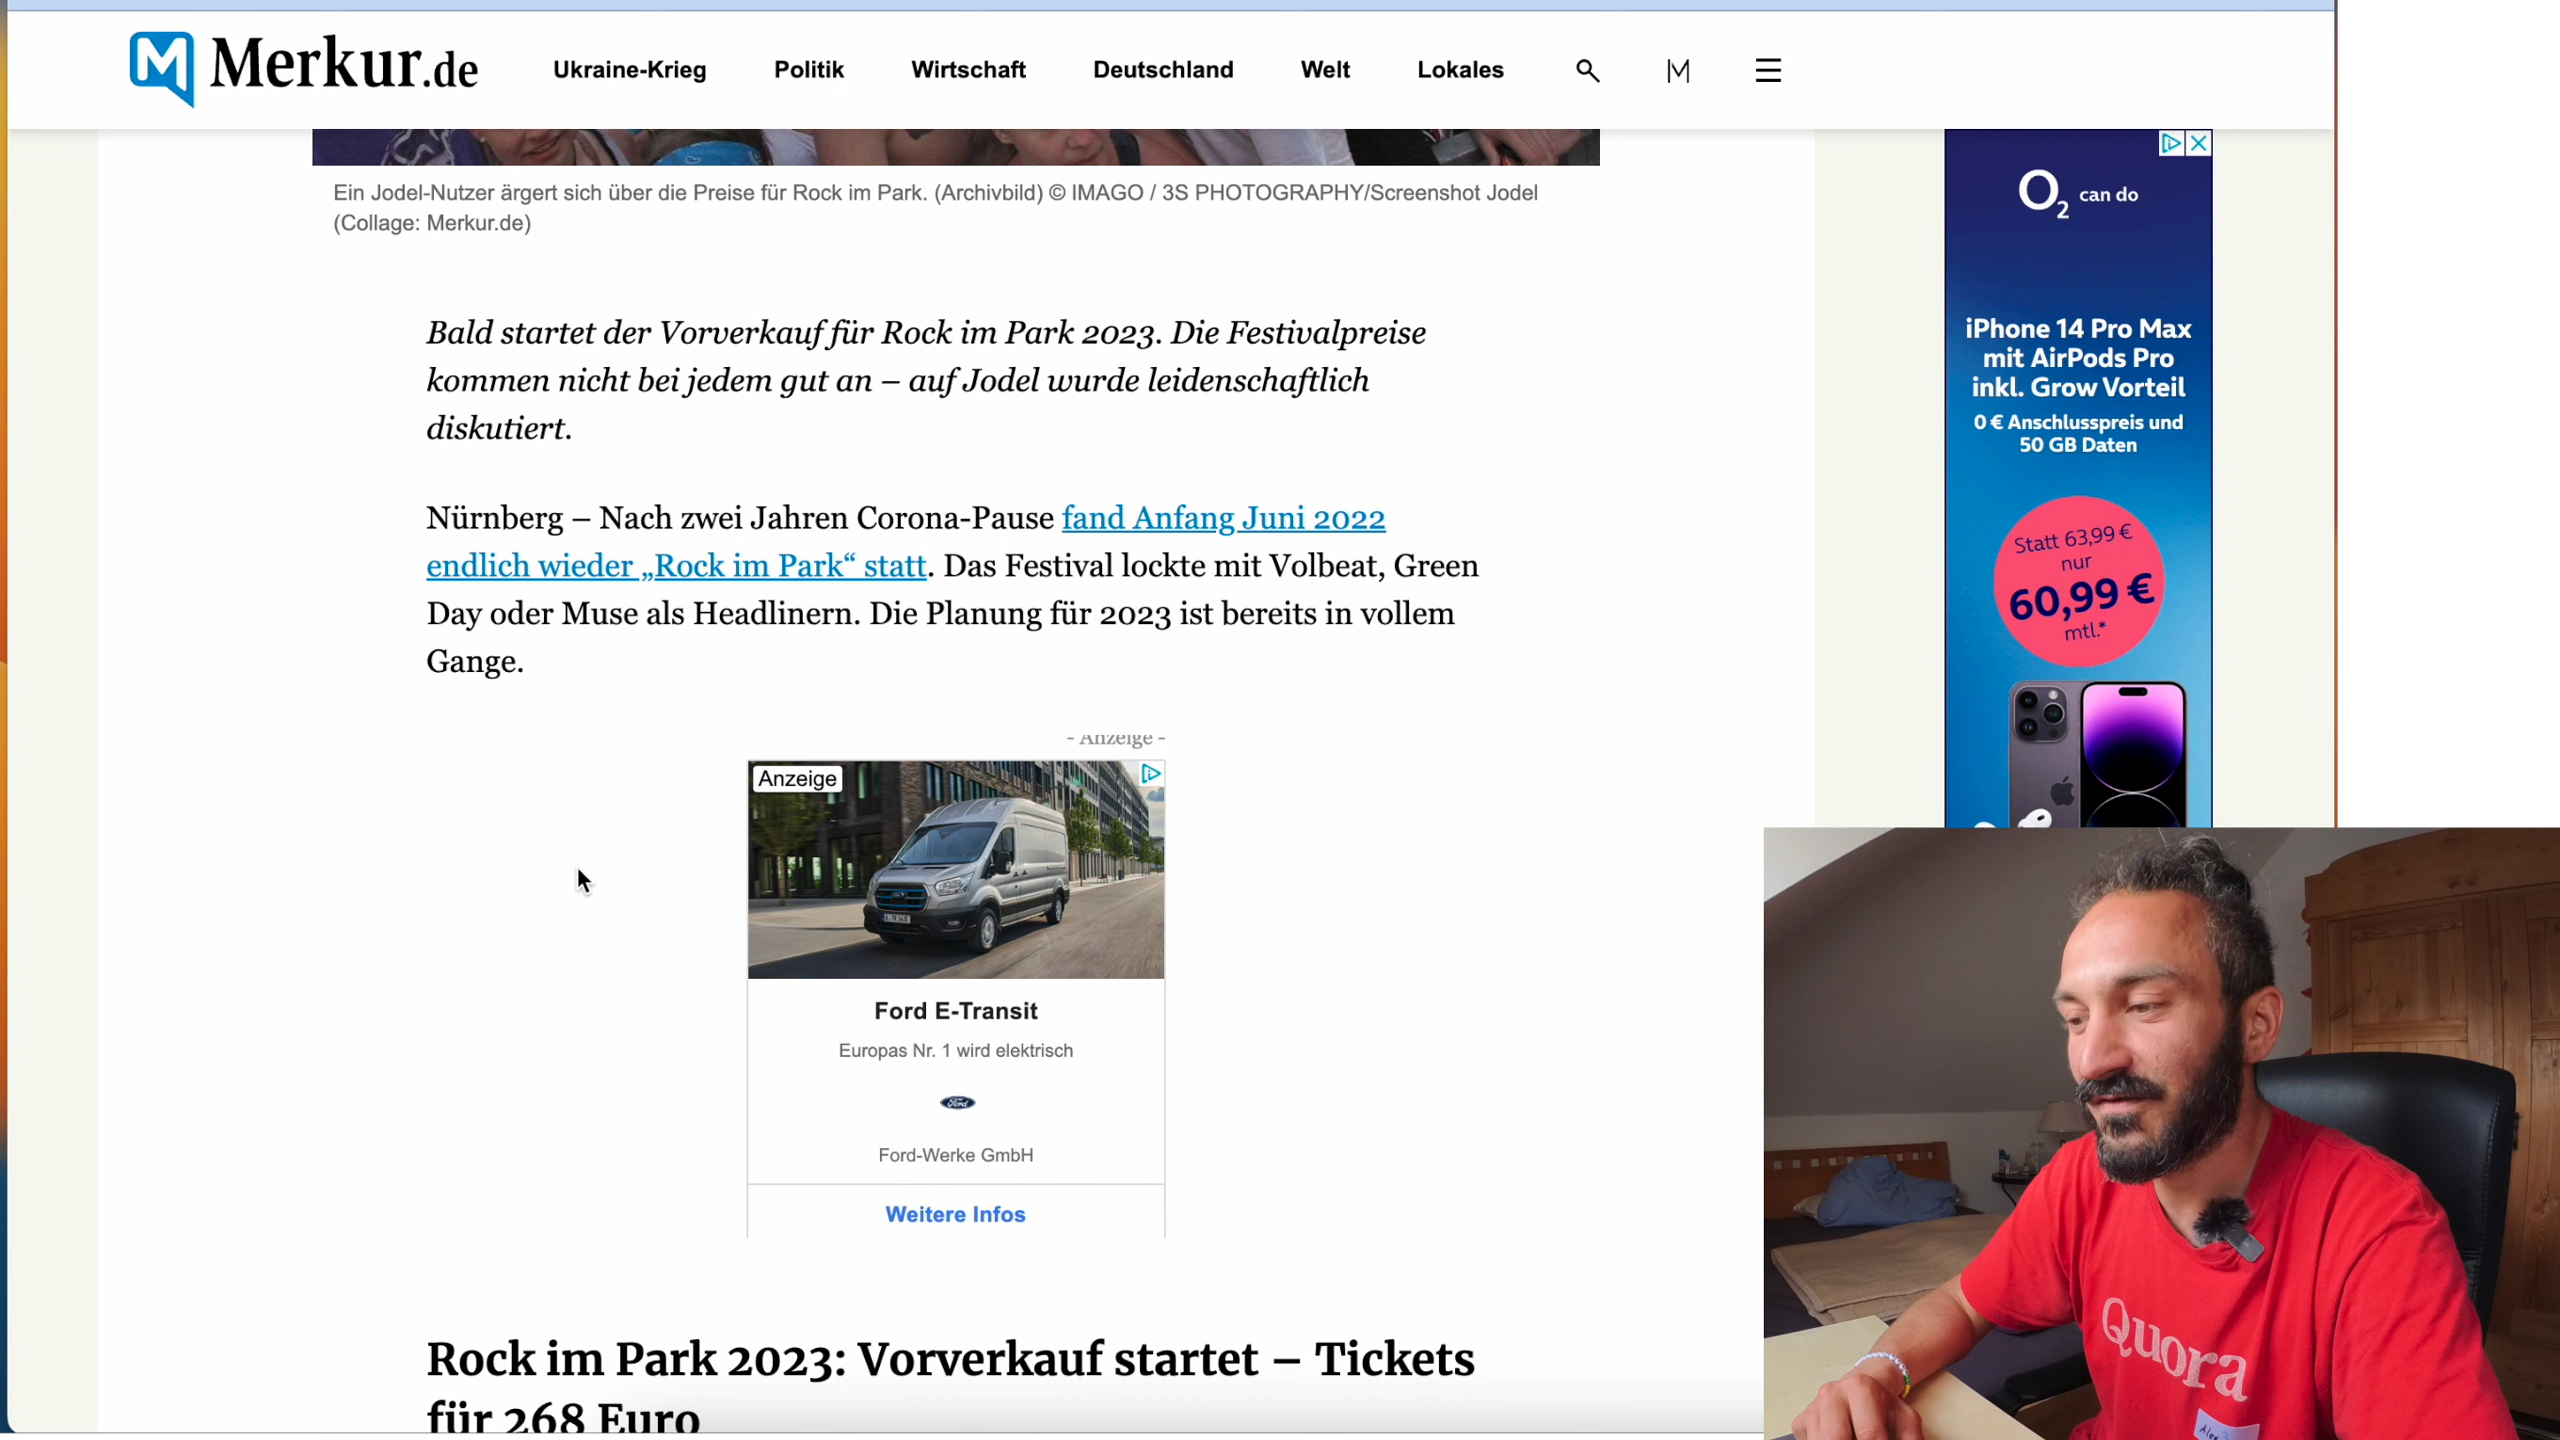 Merkur.de
Ukraine-Krieg
Politik
Wirtschaft
Deutschland
Welt
Lokales
Ein Jodel-Nutzer ärgert sich über die Preise für Rock im Park. (Archivbild) © IMAGO / 3S PHOTOGRAPHY/Screenshot Jodel
(Collage: Merkur.de)
Bald startet der Vorverkauf für Rock im Park 2023. Die Festivalpreise
kommen nicht bei jedem gut an – auf Jodel wurde leidenschaftlich
diskutiert.
Nürnberg – Nach zwei Jahren Corona-Pause fand Anfang Juni 2022
endlich wieder „Rock im Park“ statt. Das Festival lockte mit Volbeat, Green
Day oder Muse als Headlinern. Die Planung für 2023 ist bereits in vollem
Gange.
- Anzeige -
Anzeige
Ford E-Transit
Europas Nr. 1 wird elektrisch
Ford
Ford-Werke GmbH
Weitere Infos
Rock im Park 2023: Vorverkauf startet – Tickets
für 268 Euro
O2 can do
iPhone 14 Pro Max
mit AirPods Pro
inkl. Grow Vorteil
0 € Anschlusspreis und
50 GB Daten
Statt 63,99 €
nur
60,99 €
mtl.*
Quora